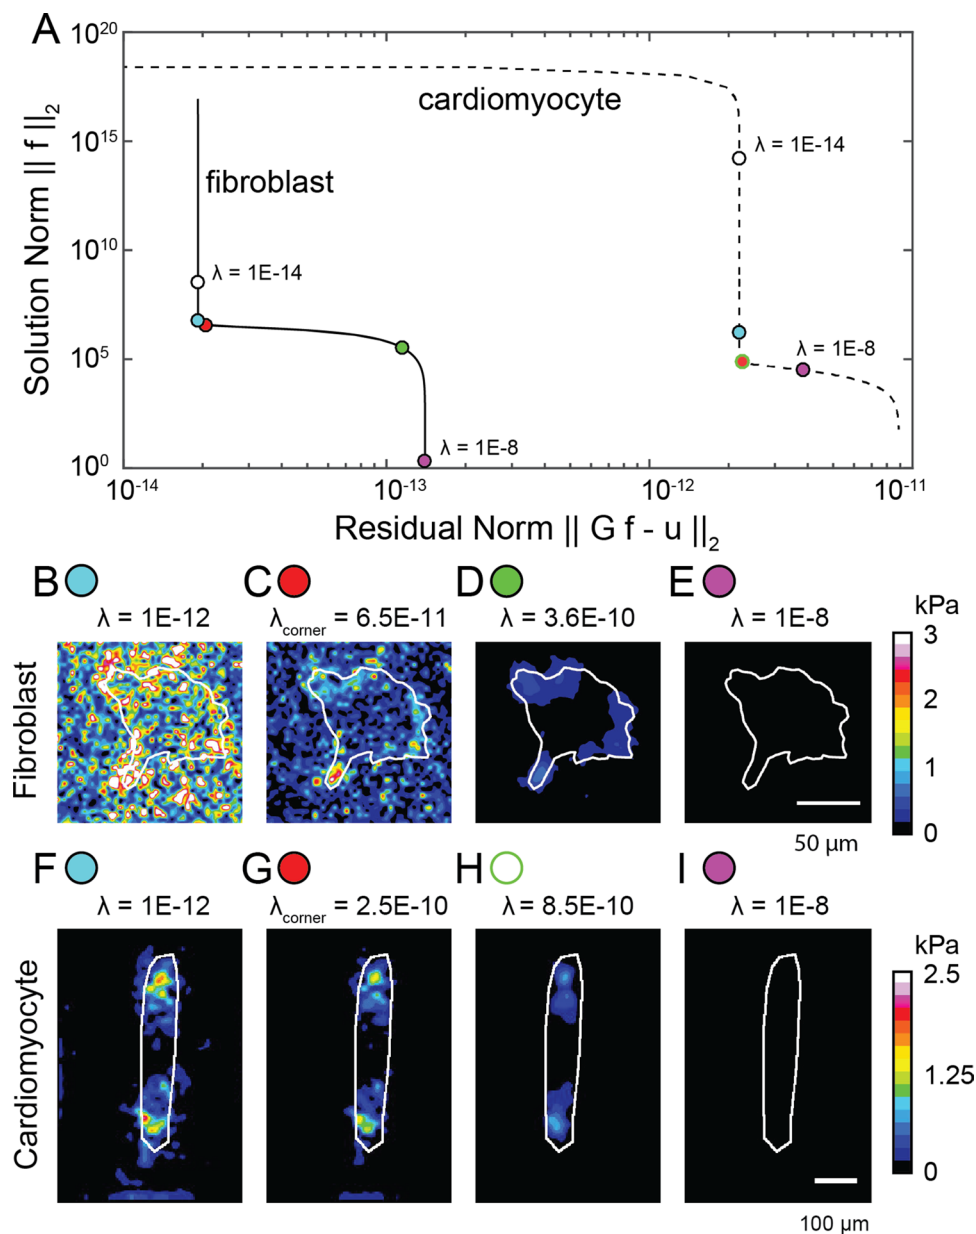 A
10^20
10^15
10^10
10^5
10^0
Solution Norm || f ||_2
cardiomyocyte
fibroblast
λ = 1E-14
λ = 1E-14
λ = 1E-8
λ = 1E-8
10^-14
10^-13
10^-12
10^-11
Residual Norm || G f - u ||_2
B
C
D
E
λ = 1E-12
λ_corner = 6.5E-11
λ = 3.6E-10
λ = 1E-8
kPa
3
2
1
0
Fibroblast
50 µm
F
G
H
I
λ = 1E-12
λ_corner = 2.5E-10
λ = 8.5E-10
λ = 1E-8
kPa
2.5
1.25
0
Cardiomyocyte
100 µm